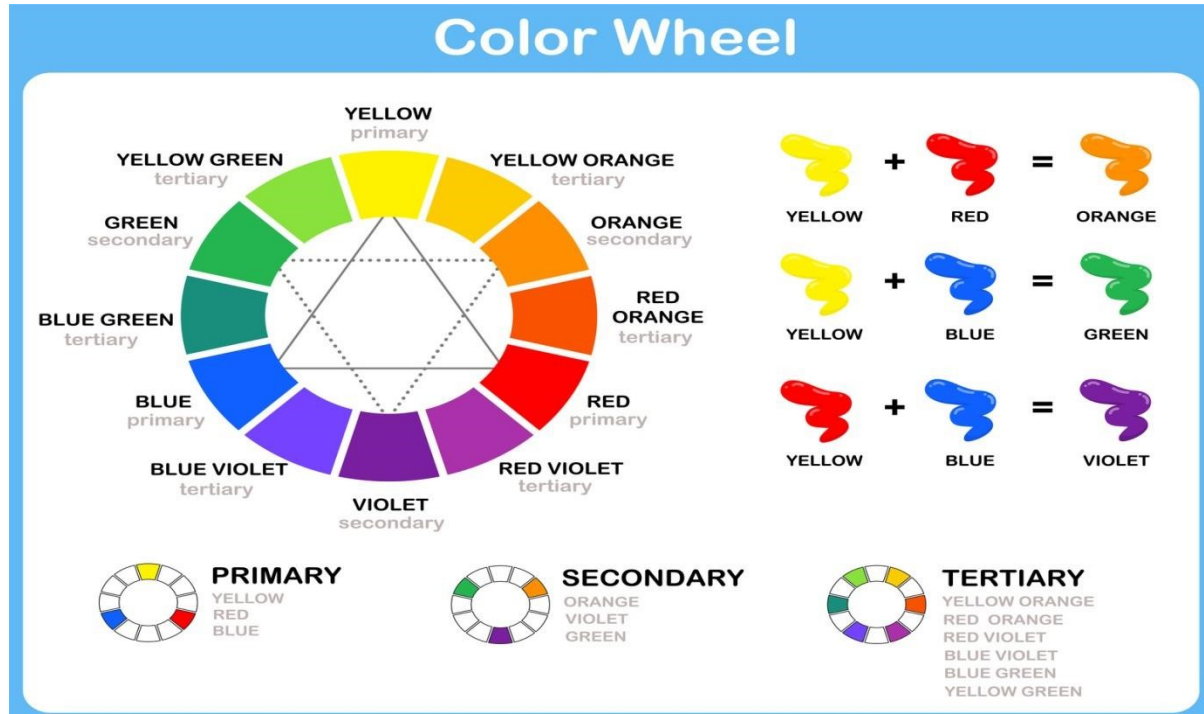 Color Wheel
YELLOW
primary
YELLOW GREEN
tertiary
YELLOW ORANGE
tertiary
GREEN
secondary
ORANGE
secondary
BLUE GREEN
tertiary
RED
ORANGE
tertiary
BLUE
primary
RED
primary
BLUE VIOLET
tertiary
RED VIOLET
tertiary
VIOLET
secondary
+
=
YELLOW
RED
ORANGE
+
=
YELLOW
BLUE
GREEN
+
=
YELLOW
BLUE
VIOLET
PRIMARY
YELLOW
RED
BLUE
SECONDARY
ORANGE
VIOLET
GREEN
TERTIARY
YELLOW ORANGE
RED ORANGE
RED VIOLET
BLUE VIOLET
BLUE GREEN
YELLOW GREEN